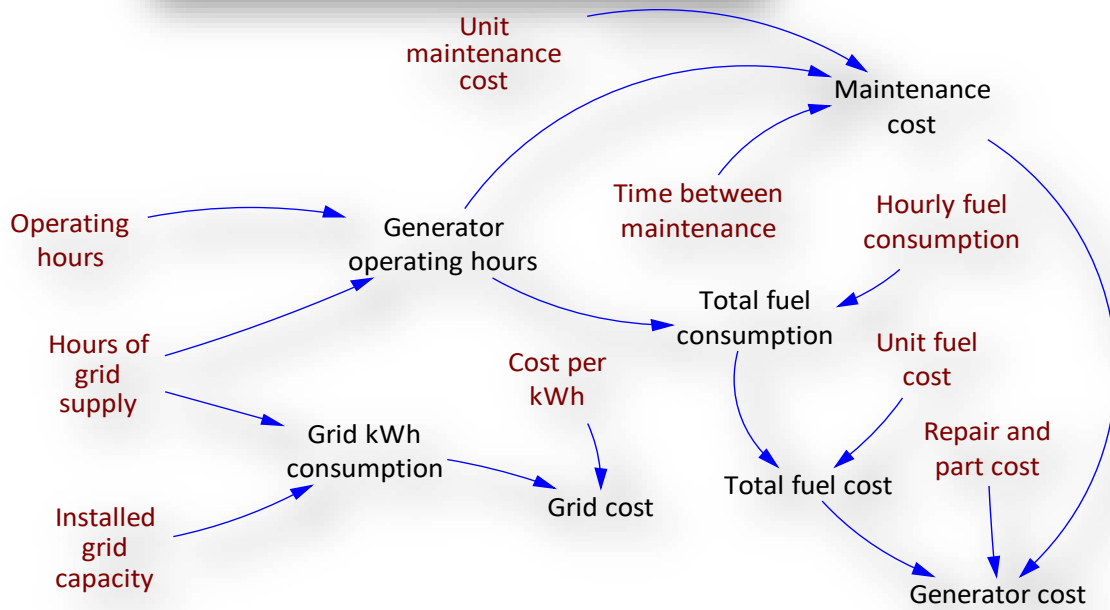 Unit
maintenance
cost
Maintenance
cost
Time between
maintenance
Hourly fuel
consumption
Operating
hours
Generator
operating hours
Total fuel
consumption
Hours of
grid
supply
Cost per
kWh
Unit fuel
cost
Grid kWh
consumption
Repair and
part cost
Total fuel cost
Grid cost
Installed
grid
capacity
Generator cost